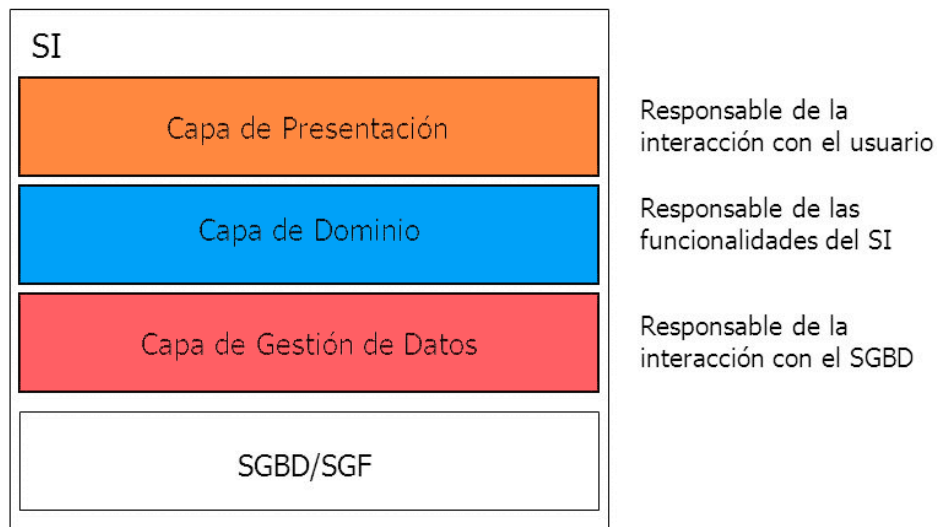 SI
Capa de Presentación
Responsable de la
interacción con el usuario
Capa de Dominio
Responsable de las
funcionalidades del SI
Capa de Gestión de Datos
Responsable de la
interacción con el SGBD
SGBD/SGF